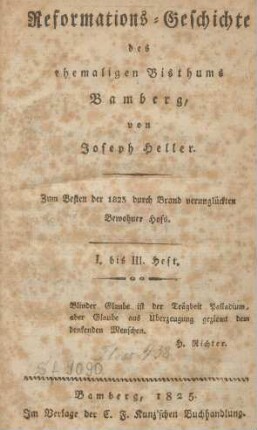 Reformations-Geschichte
des
ehemaligen Bisthums
Bamberg,
von
Joseph Heller.
Zum Besten der 1823 durch Brand verunglückten
Bewohner Hofs.
I. bis III. Heft.
Blinder Glaube ist der Trägheit Palladium,
aber Glaube aus Überzeugung geziemt dem
denkenden Menschen.
H. Richter.
Bamberg, 1825.
Im Verlage der C. F. Kunz'schen Buchhandlung.